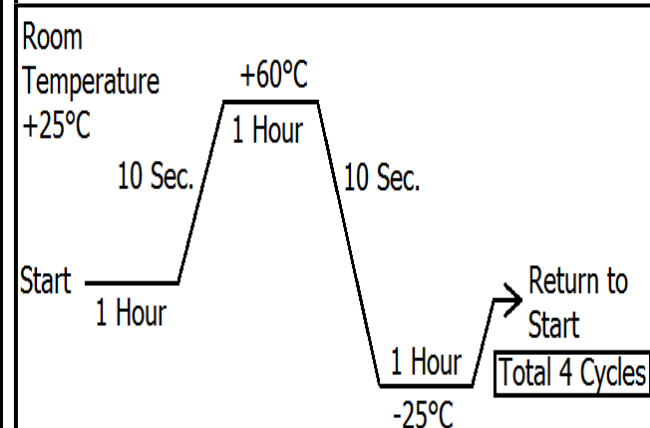 Room
Temperature
+25°C
+60°C
1 Hour
10 Sec.
10 Sec.
Start
1 Hour
Return to
Start
1 Hour
Total 4 Cycles
-25°C